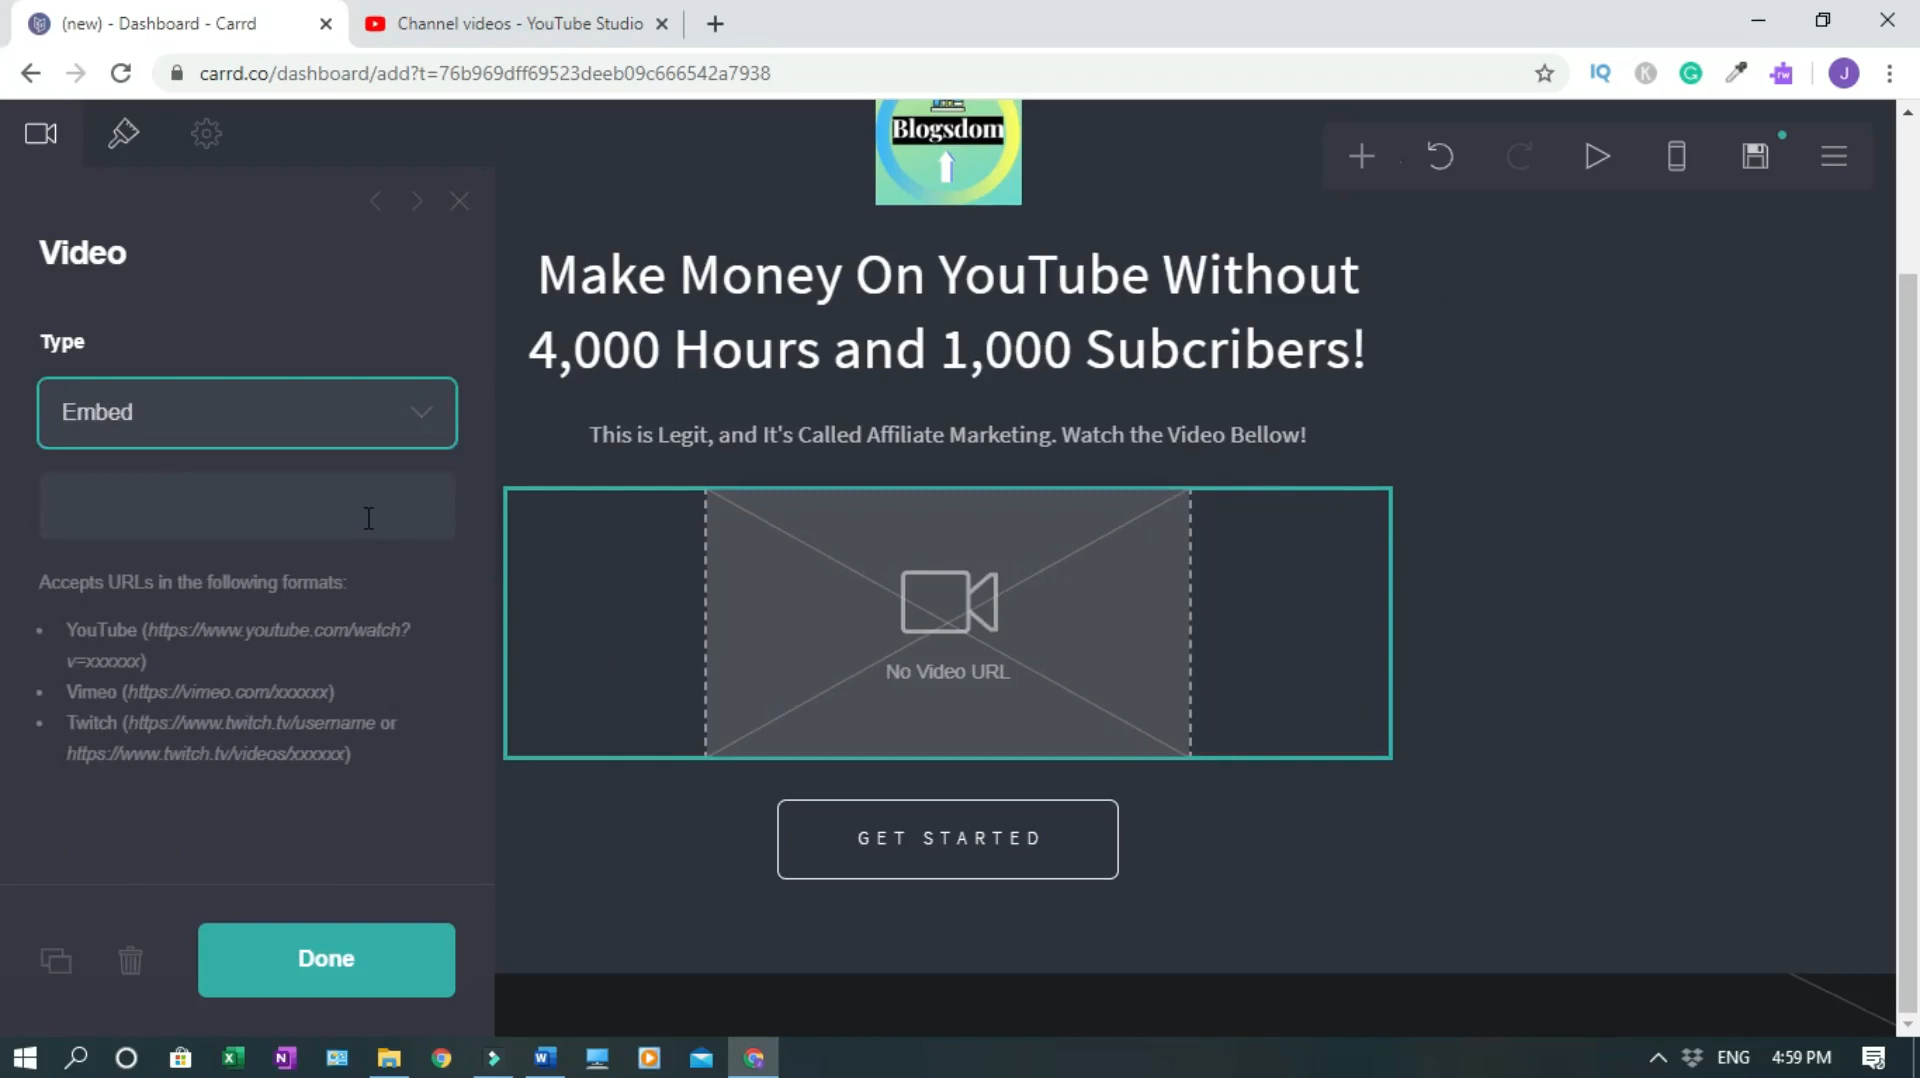 (new) - Dashboard - Carrd
Channel videos - YouTube Studio
carrd.co/dashboard/add?t=76b969dff69523deeb09c666542a7938
IQ
K
G
rw
J
Blogsdom
Video
Type
Embed
Accepts URLs in the following formats:
YouTube (https://www.youtube.com/watch?
v=xxxxxx)
Vimeo (https://vimeo.com/xxxxxx)
Twitch (https://www.twitch.tv/username or
https://www.twitch.tv/videos/xxxxxx)
Done
Make Money On YouTube Without
4,000 Hours and 1,000 Subcribers!
This is Legit, and It's Called Affiliate Marketing. Watch the Video Bellow!
No Video URL
GET STARTED
ENG
4:59 PM